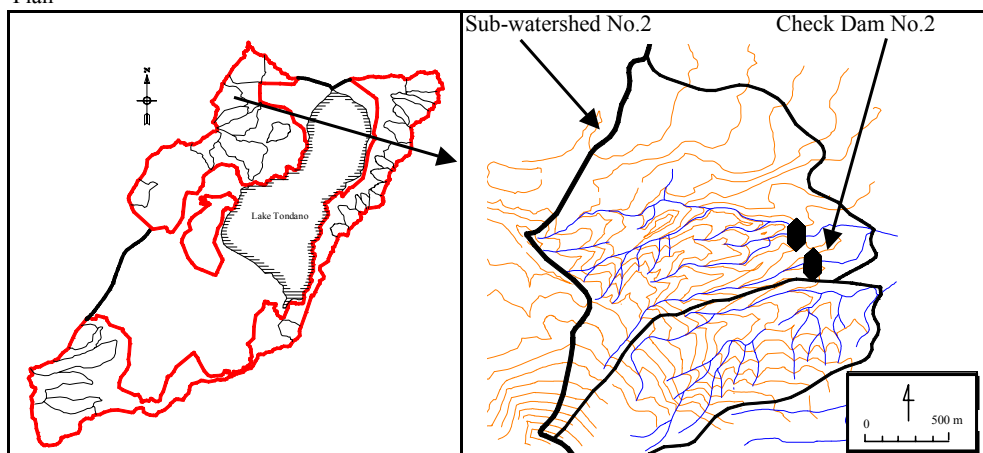 Plan
Sub-watershed No.2
Check Dam No.2
N
Lake Tondano
0
500 m